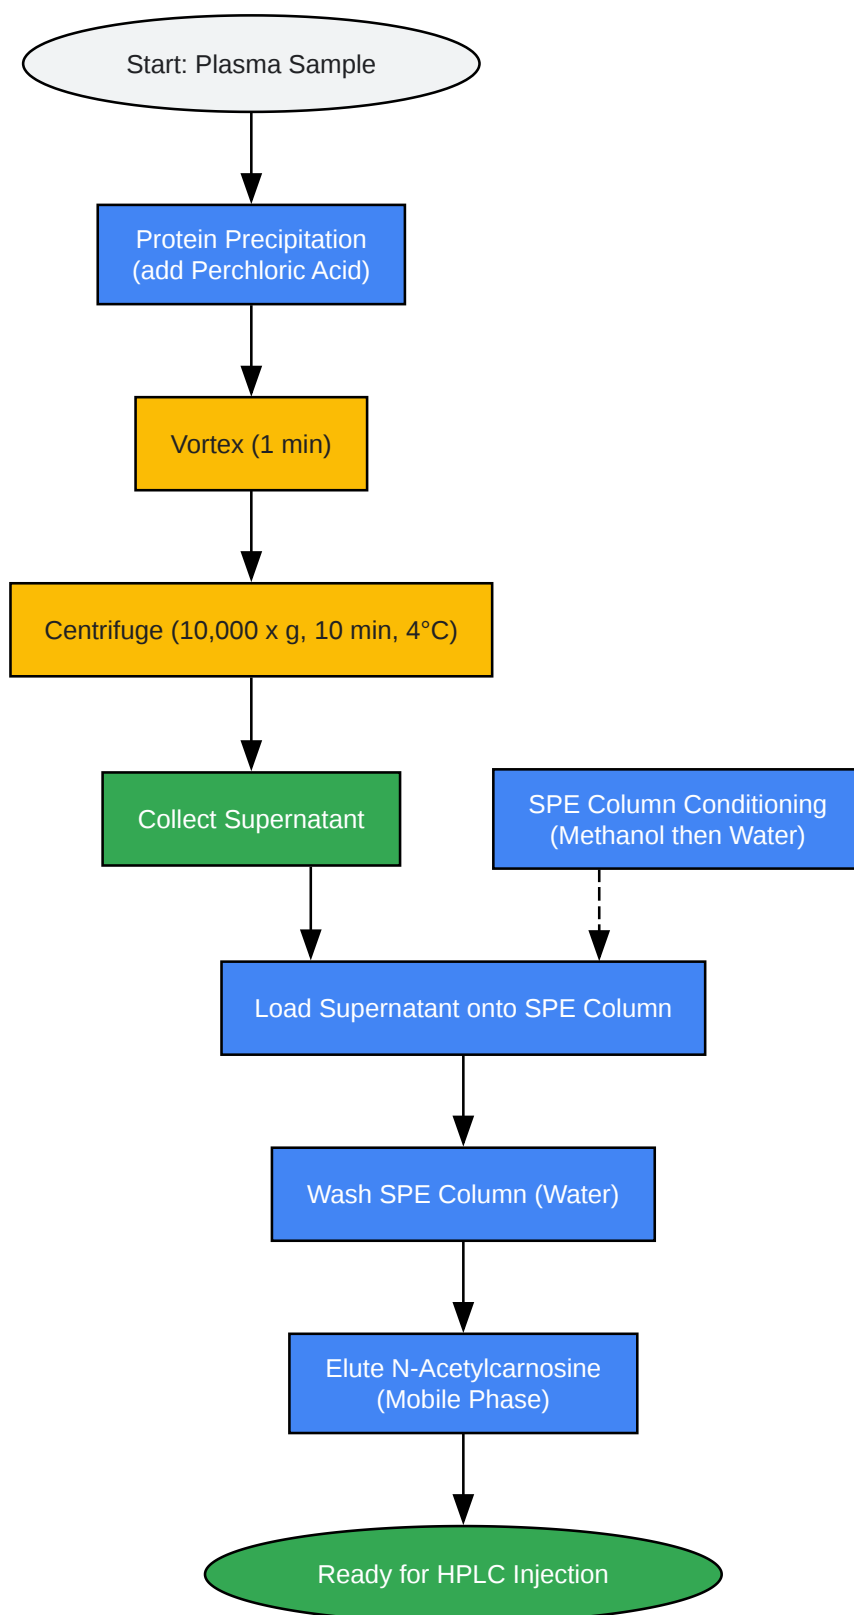 Start: Plasma Sample
Protein Precipitation
(add Perchloric Acid)
Vortex (1 min)
Centrifuge (10,000 x g, 10 min, 4°C)
Collect Supernatant
SPE Column Conditioning
(Methanol then Water)
Load Supernatant onto SPE Column
Wash SPE Column (Water)
Elute N-Acetylcarnosine
(Mobile Phase)
Ready for HPLC Injection